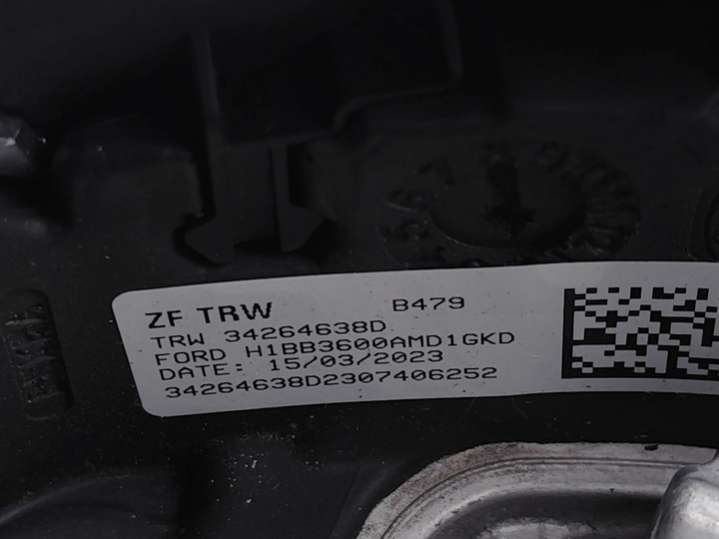 ZF TRW B479
TRW 34264638D
FORD H1BB3600AMD1GKD
DATE: 15/03/2023
34264638D2307406252